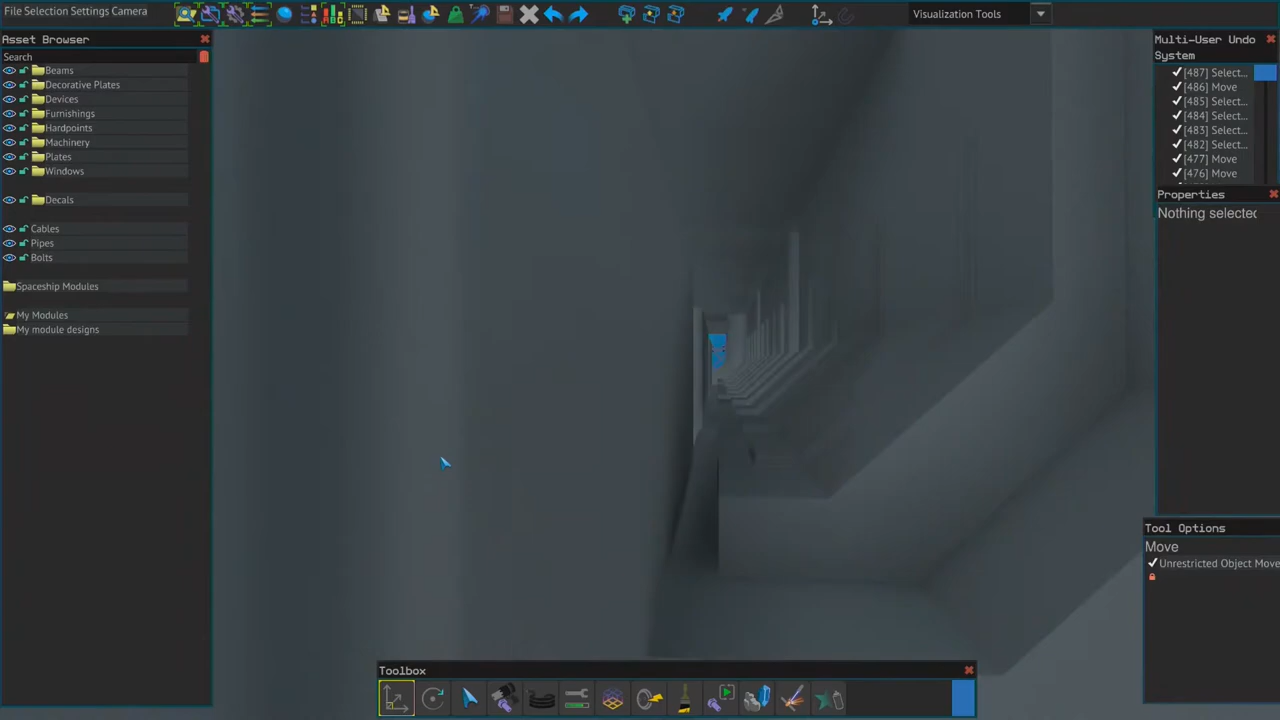 File Selection Settings Camera
Visualization Tools
Asset Browser
Search
Beams
Decorative Plates
Devices
Furnishings
Hardpoints
Machinery
Plates
Windows
Decals
Cables
Pipes
Bolts
Spaceship Modules
My Modules
My module designs
Multi-User Undo
System
[487] Select...
[486] Move
[485] Select...
[484] Select...
[483] Select...
[482] Select...
[477] Move
[476] Move
Properties
Nothing selected
Tool Options
Move
Unrestricted Object Move
Toolbox